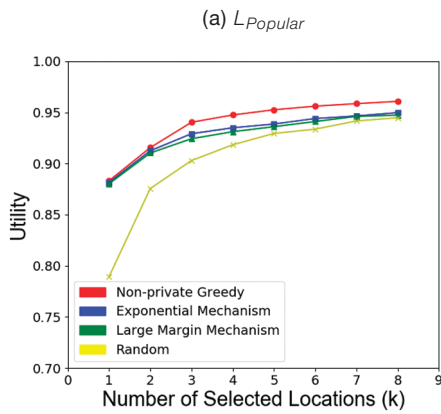 (a) L_Popular
1.00
0.95
0.90
0.85
0.80
0.75
0.70
Utility
Non-private Greedy
Exponential Mechanism
Large Margin Mechanism
Random
0 1 2 3 4 5 6 7 8 9
Number of Selected Locations (k)